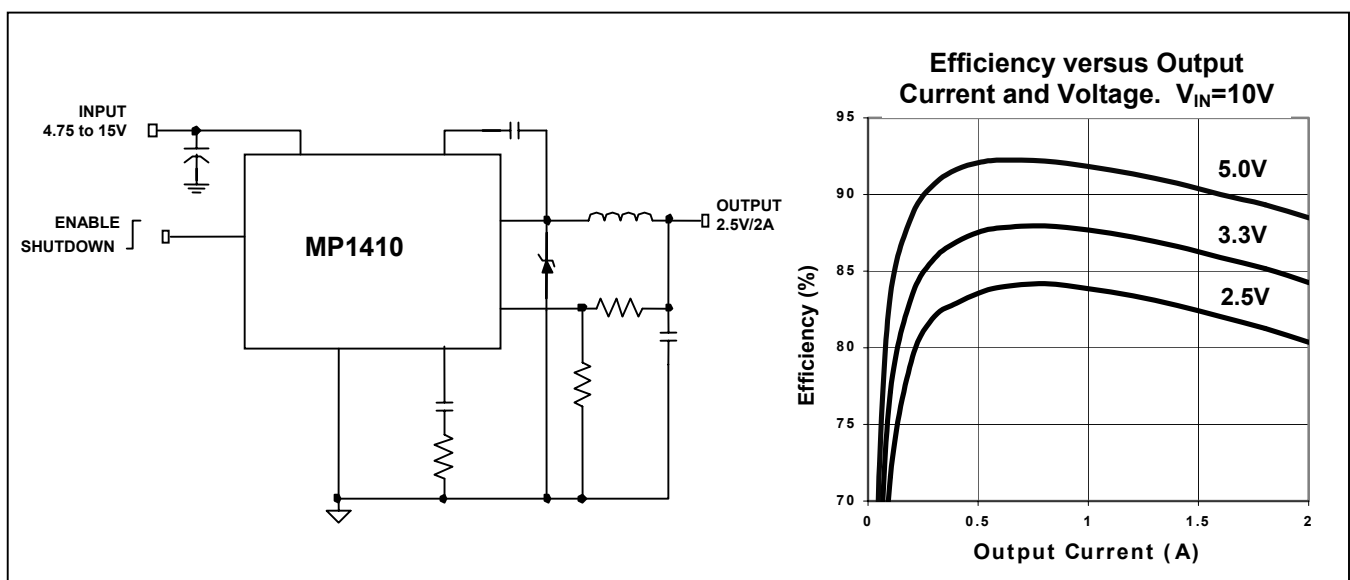 INPUT
4.75 to 15V
ENABLE
SHUTDOWN
MP1410
OUTPUT
2.5V/2A
Efficiency versus Output
Current and Voltage. VIN=10V
95
90
85
80
75
70
Efficiency (%)
5.0V
3.3V
2.5V
0
0.5
1
1.5
2
Output Current (A)